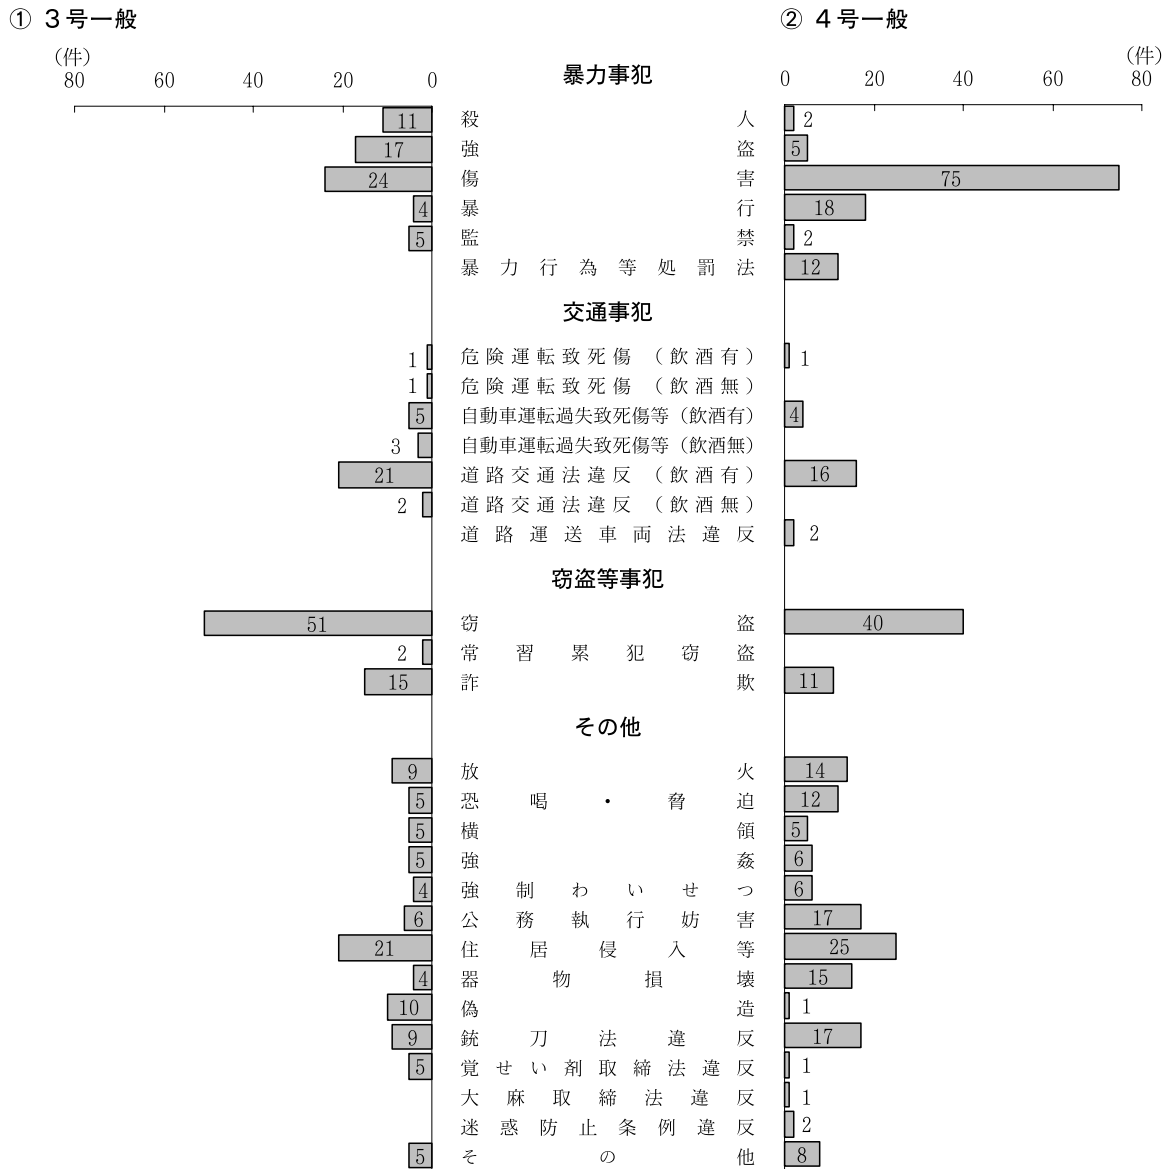 ① 3号一般 ② 4号一般
(件) (件)
80 60 40 20 0 暴力事犯 0 20 40 60 80
11 殺人 2
17 強盗 5
24 傷害 75
4 暴行 18
5 監禁 2
暴力行為等処罰法 12
交通事犯
1 危険運転致死傷(飲酒有) 1
1 危険運転致死傷(飲酒無)
5 自動車運転過失致死傷等(飲酒有) 4
3 自動車運転過失致死傷等(飲酒無)
21 道路交通法違反(飲酒有) 16
2 道路交通法違反(飲酒無)
道路運送車両法違反 2
窃盗等事犯
51 窃盗 40
2 常習累犯窃盗
15 詐欺 11
その他
9 放火 14
5 恐喝・脅迫 12
5 横領 5
5 強姦 6
4 強制わいせつ 6
6 公務執行妨害 17
21 住居侵入等 25
4 器物損壊 15
10 偽造 1
9 銃刀法違反 17
5 覚せい剤取締法違反 1
大麻取締法違反 1
迷惑防止条例違反 2
5 その他 8